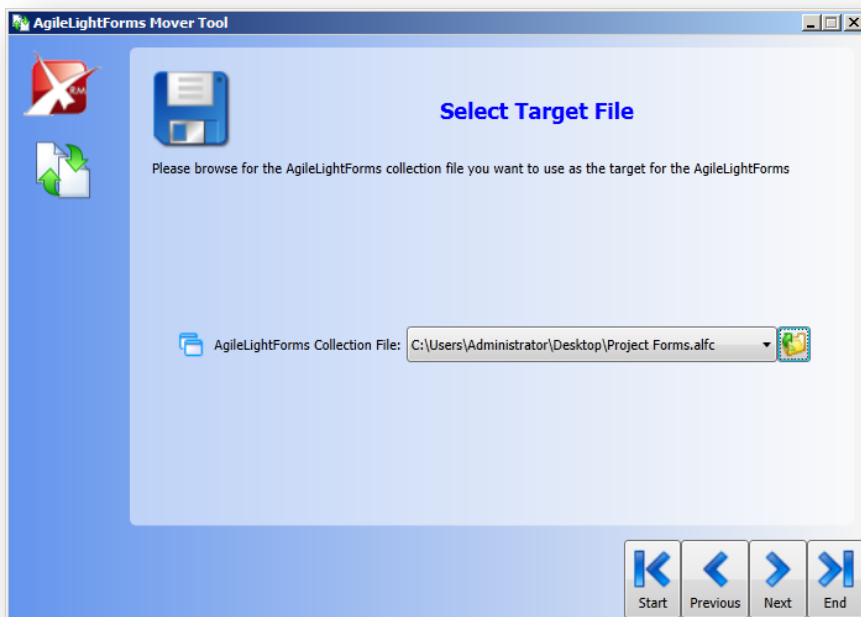 AgileLightForms Mover Tool
RM
Select Target File
Please browse for the AgileLightForms collection file you want to use as the target for the AgileLightForms
AgileLightForms Collection File: C:\Users\Administrator\Desktop\Project Forms.alfc
Start Previous Next End